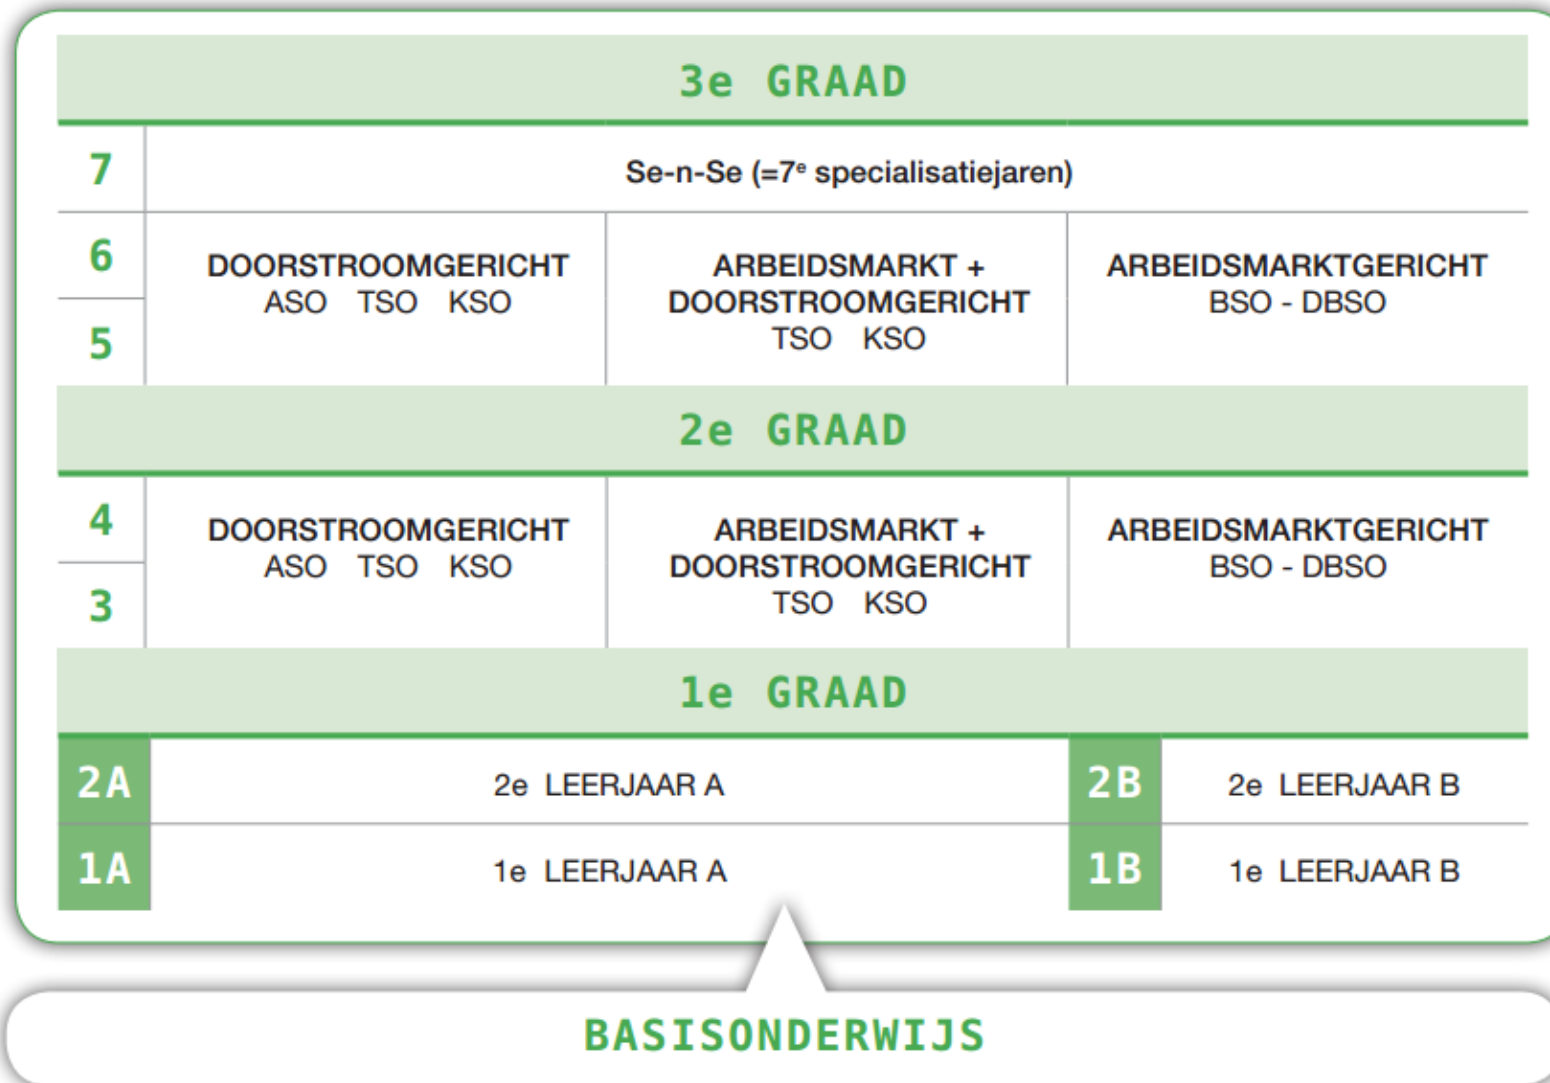 3e GRAAD
7
Se-n-Se (=7ᵉ specialisatiejaren)
6
5
DOORSTROOMGERICHT
ASO TSO KSO
ARBEIDSMARKT +
DOORSTROOMGERICHT
TSO KSO
ARBEIDSMARKTGERICHT
BSO - DBSO
2e GRAAD
4
3
DOORSTROOMGERICHT
ASO TSO KSO
ARBEIDSMARKT +
DOORSTROOMGERICHT
TSO KSO
ARBEIDSMARKTGERICHT
BSO - DBSO
1e GRAAD
2A
2e LEERJAAR A
2B
2e LEERJAAR B
1A
1e LEERJAAR A
1B
1e LEERJAAR B
BASISONDERWIJS